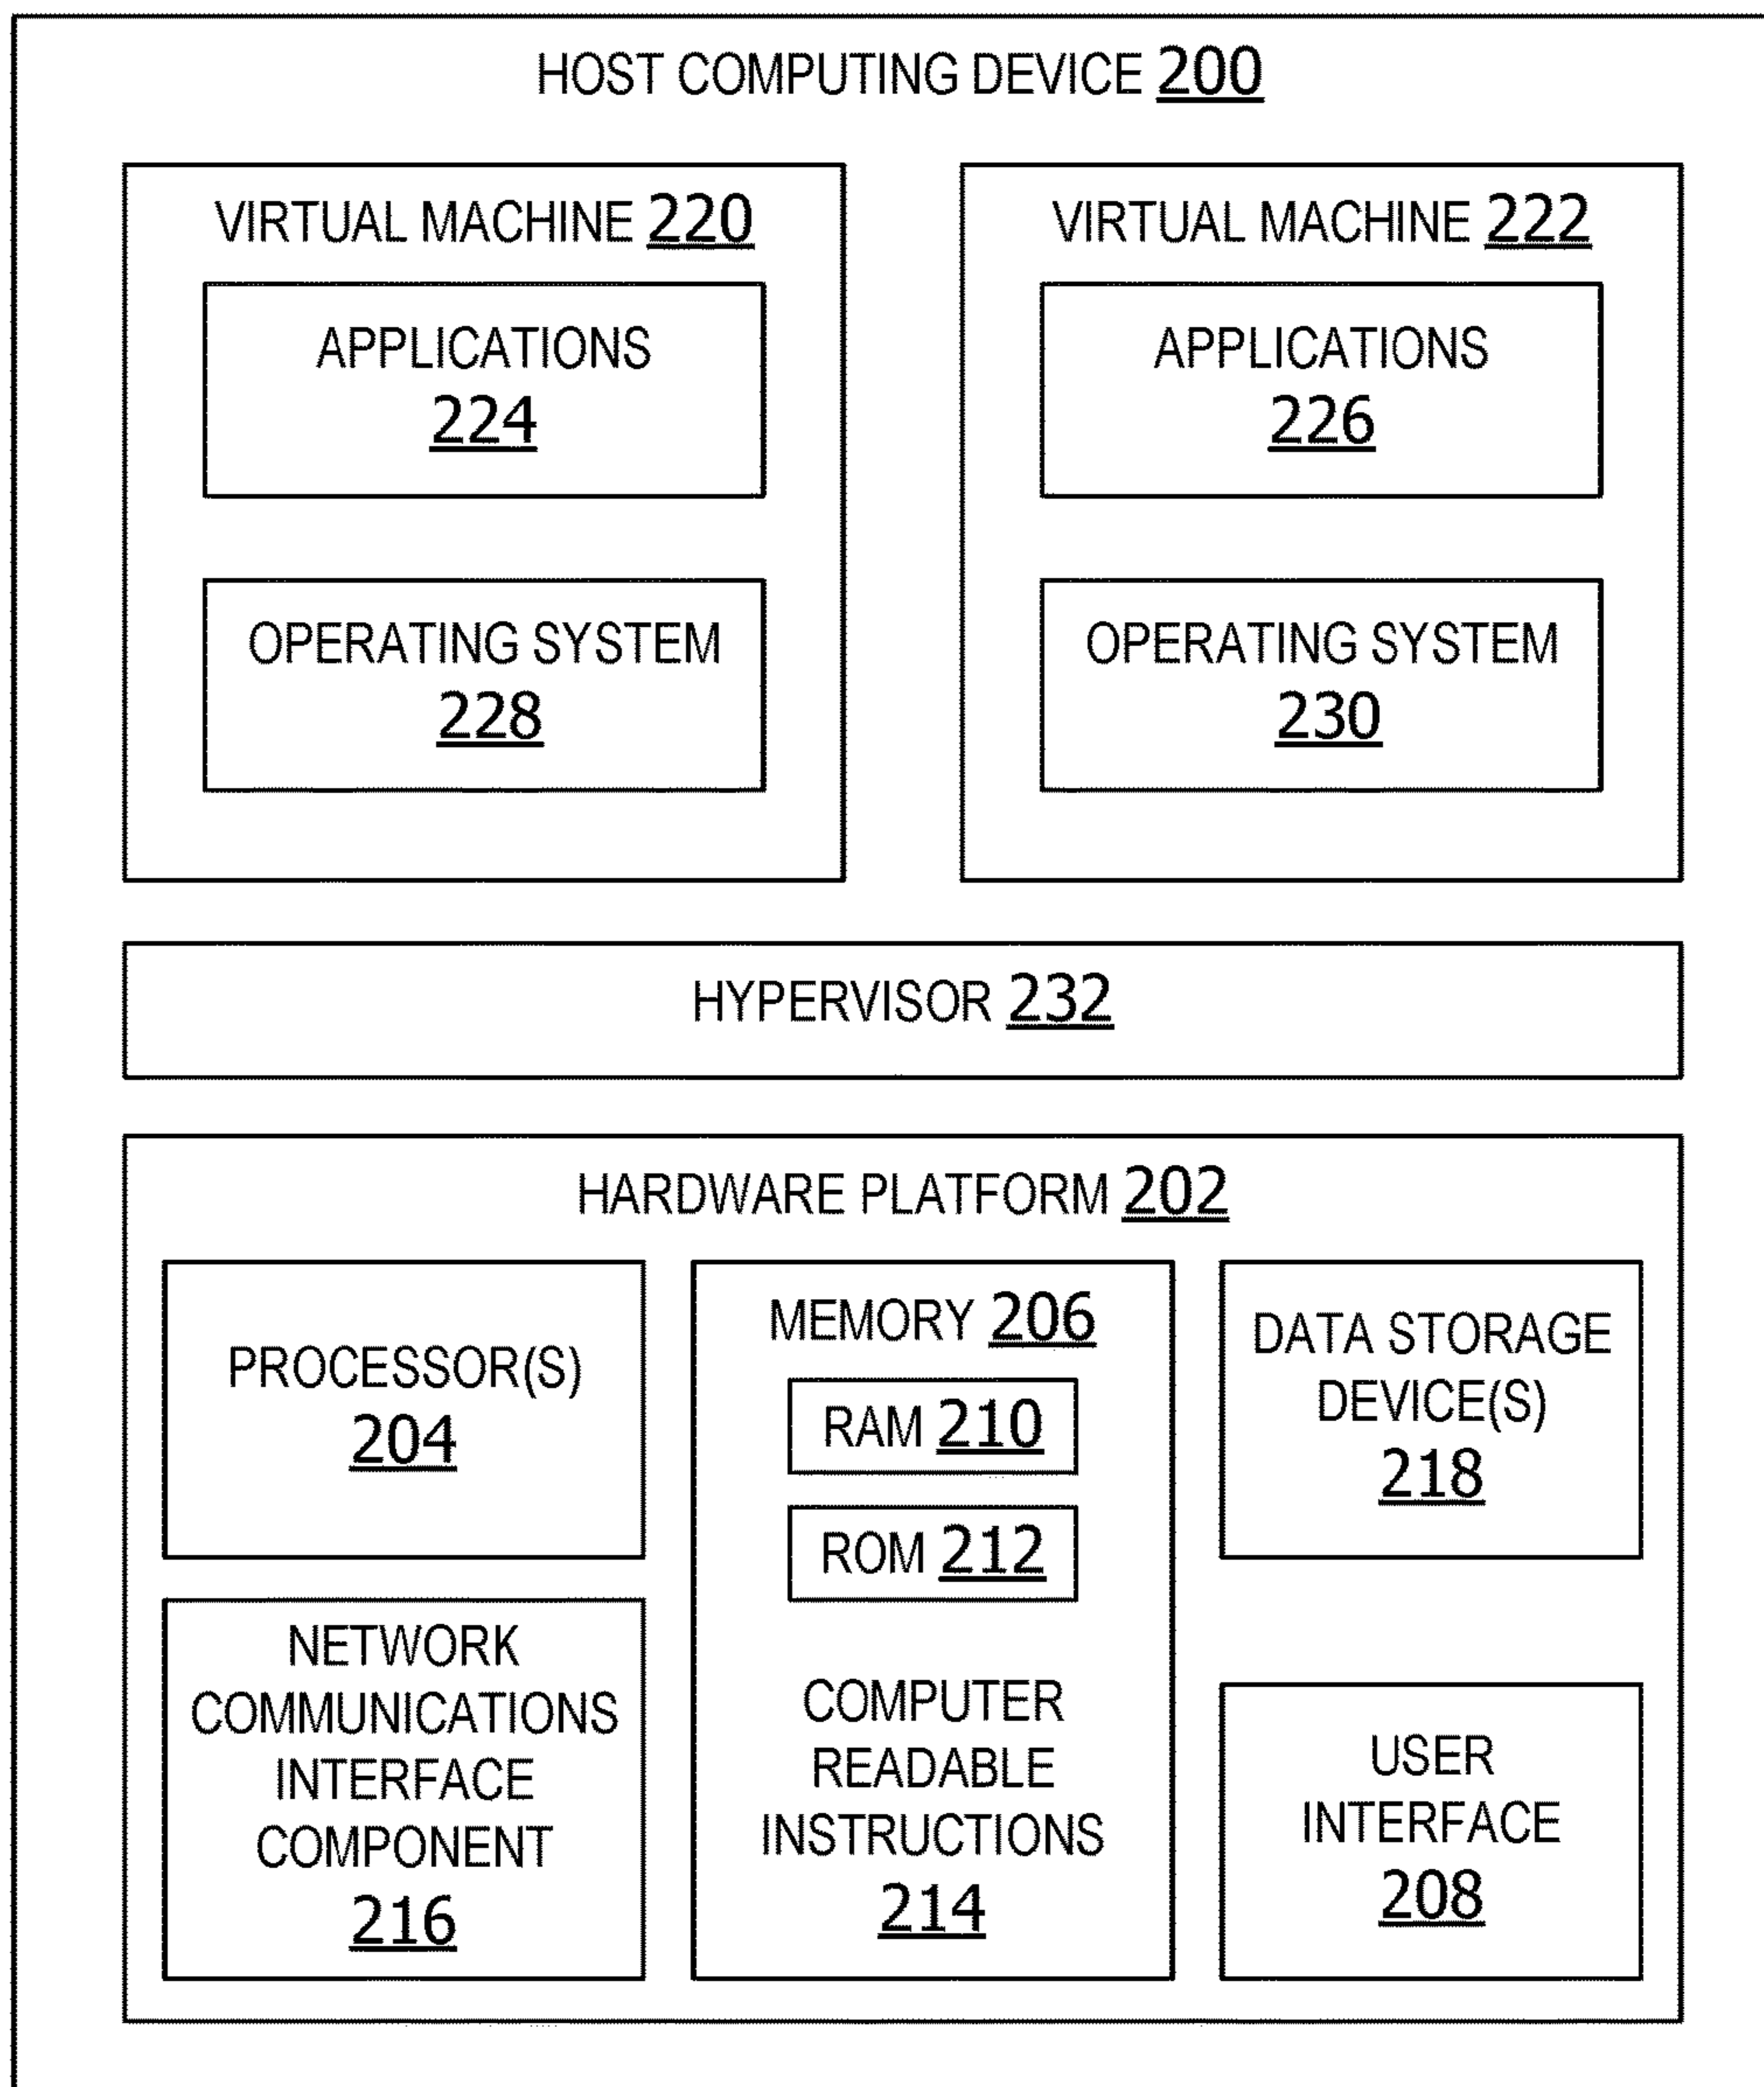 HOST COMPUTING DEVICE 200
VIRTUAL MACHINE 220
APPLICATIONS
224
OPERATING SYSTEM
228
VIRTUAL MACHINE 222
APPLICATIONS
226
OPERATING SYSTEM
230
HYPERVISOR 232
HARDWARE PLATFORM 202
PROCESSOR(S)
204
NETWORK
COMMUNICATIONS
INTERFACE
COMPONENT
216
MEMORY 206
RAM 210
ROM 212
COMPUTER
READABLE
INSTRUCTIONS
214
DATA STORAGE
DEVICE(S)
218
USER
INTERFACE
208